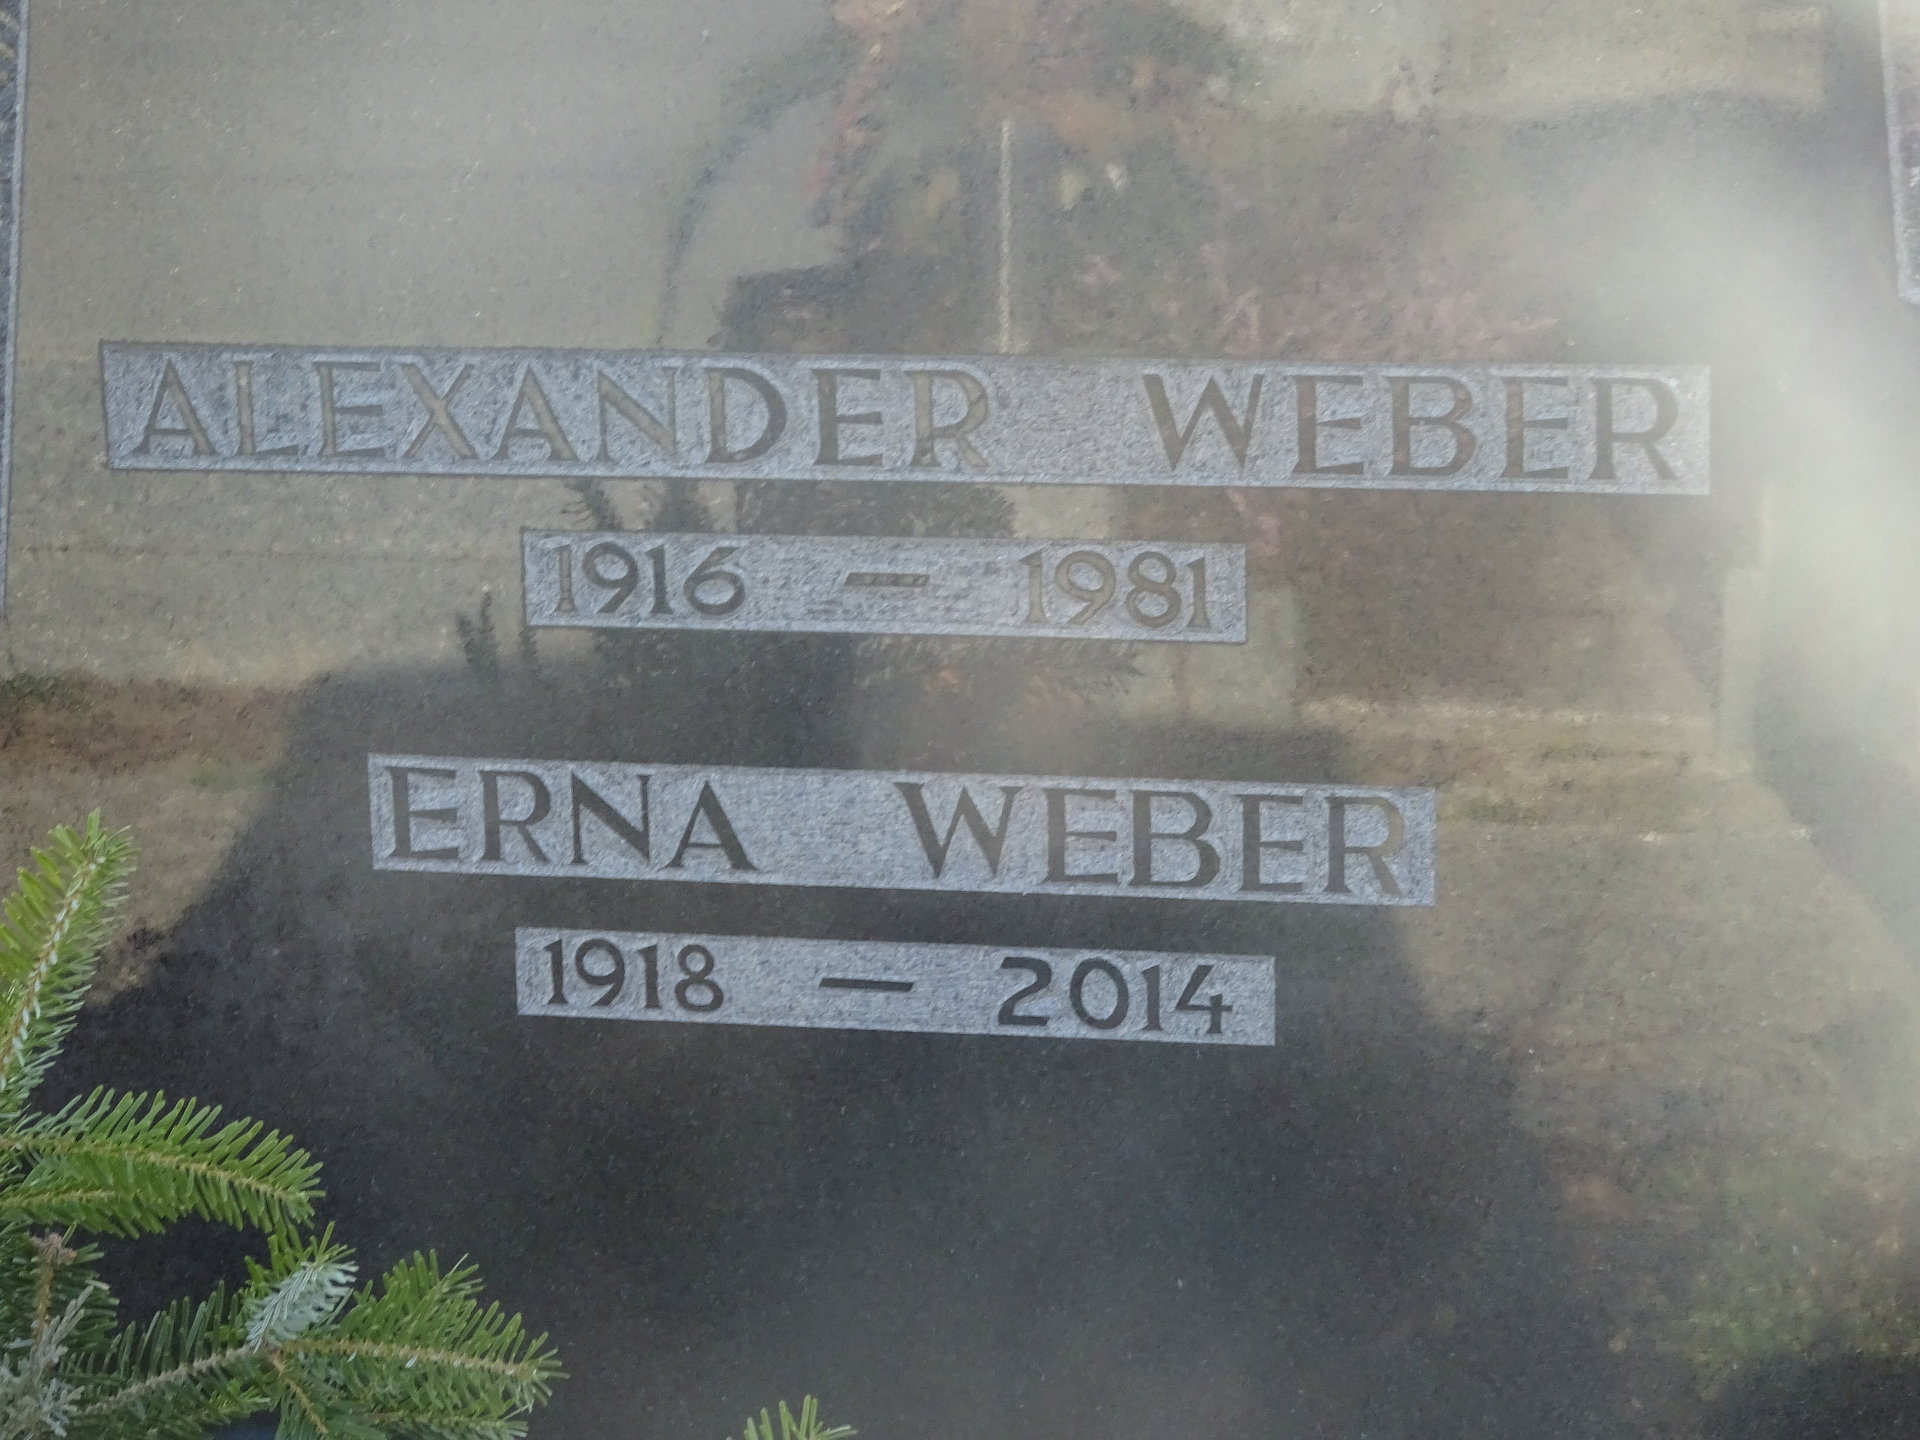 ALEXANDER WEBER
1916 — 1981
ERNA WEBER
1918 — 2014